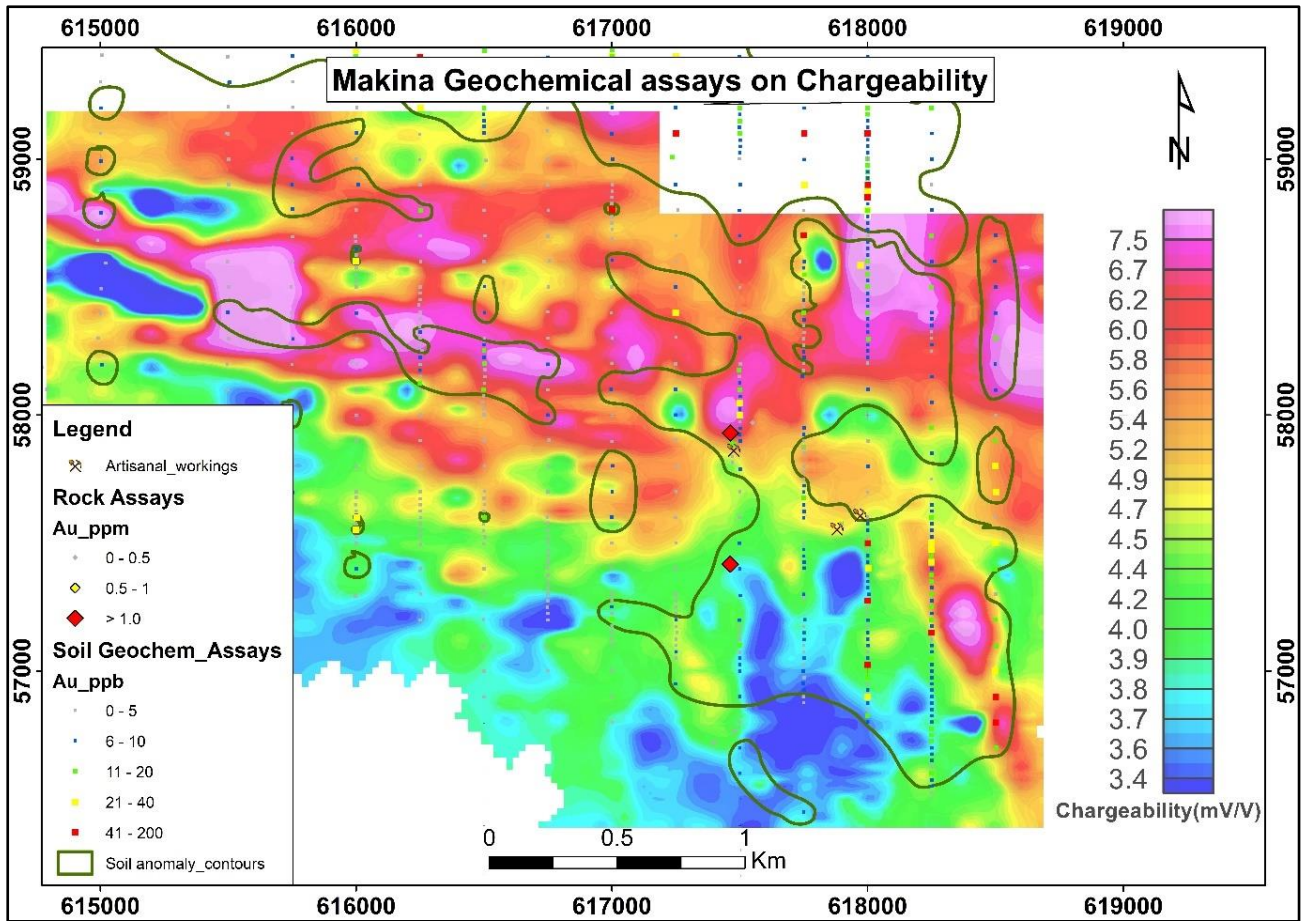 615000 616000 617000 618000 619000
Makina Geochemical assays on Chargeability
N
59000
58000
57000
59000
58000
57000
Legend
Artisanal_workings
Rock Assays
Au_ppm
0 - 0.5
0.5 - 1
> 1.0
Soil Geochem_Assays
Au_ppb
0 - 5
6 - 10
11 - 20
21 - 40
41 - 200
Soil anomaly_contours
7.5
6.7
6.2
6.0
5.8
5.6
5.4
5.2
4.9
4.7
4.5
4.4
4.2
4.0
3.9
3.8
3.7
3.6
3.4
Chargeability(mV/V)
0 0.5 1
Km
615000 616000 617000 618000 619000